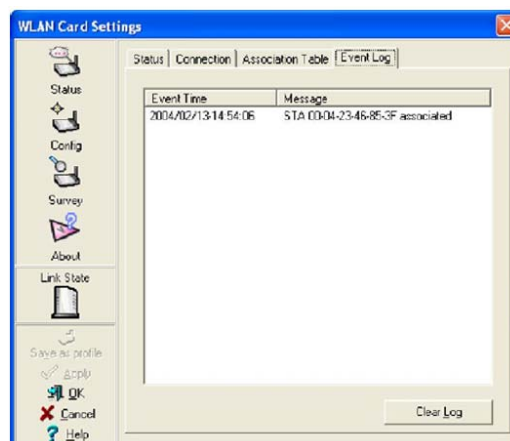 WLAN Card Settings
Status
Config
Survey
About
Link State
Save as profile
Apply
OK
Cancel
Help
Status
Connection
Association Table
Event Log
Event Time
Message
2004/02/13-14:54:06
STA 00-04-23-46-85-3F associated
Clear Log